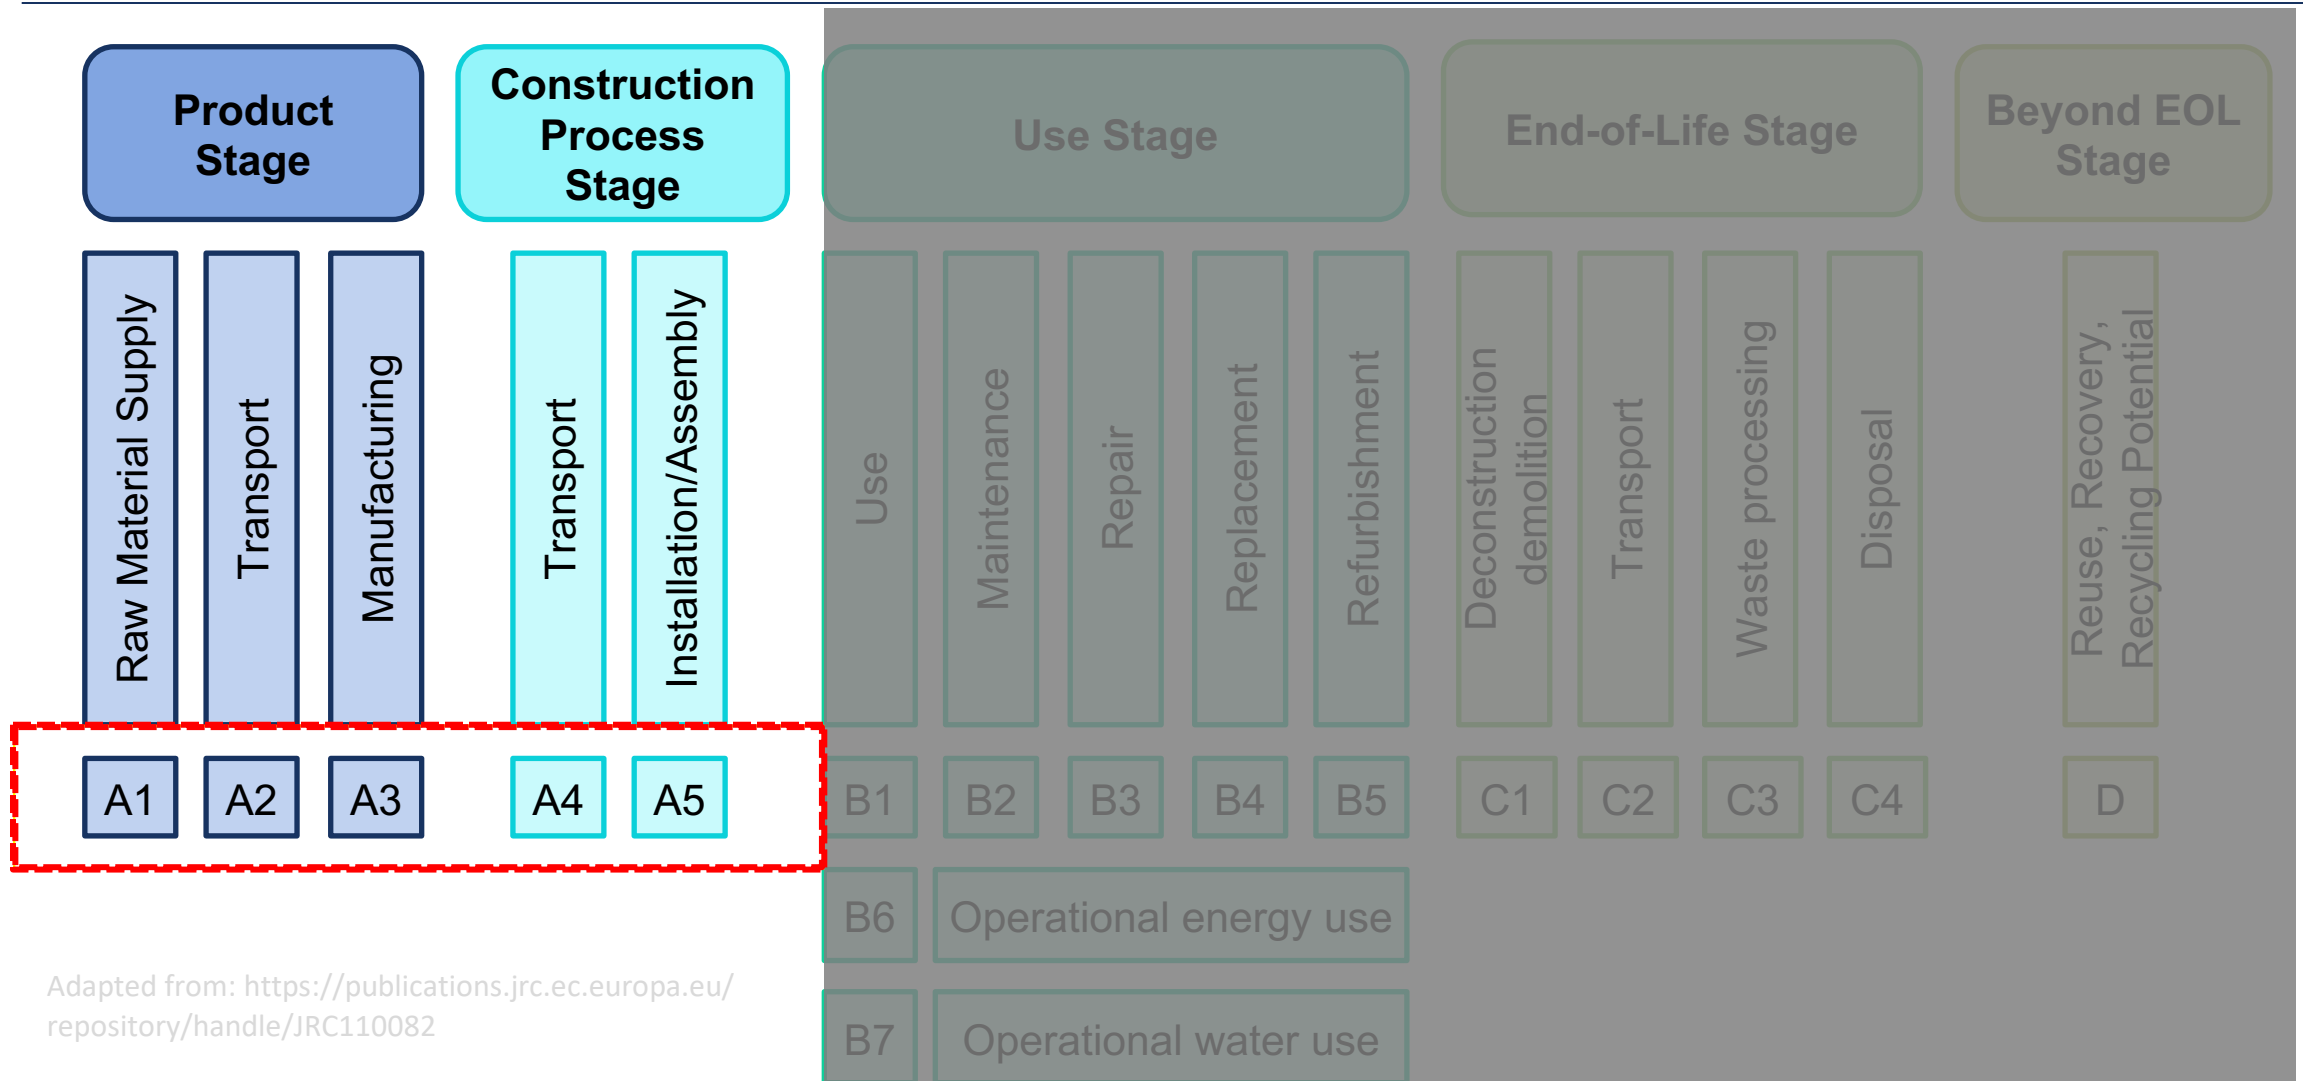 Product
Stage
Construction
Process
Stage
Use Stage
End-of-Life Stage
Beyond EOL
Stage
Raw Material Supply
Transport
Manufacturing
Transport
Installation/Assembly
Use
Maintenance
Repair
Replacement
Refurbishment
Deconstruction
demolition
Transport
Waste processing
Disposal
Reuse, Recovery,
Recycling Potential
A1
A2
A3
A4
A5
B1
B2
B3
B4
B5
C1
C2
C3
C4
D
B6
Operational energy use
B7
Operational water use
Adapted from: https://publications.jrc.ec.europa.eu/
repository/handle/JRC110082